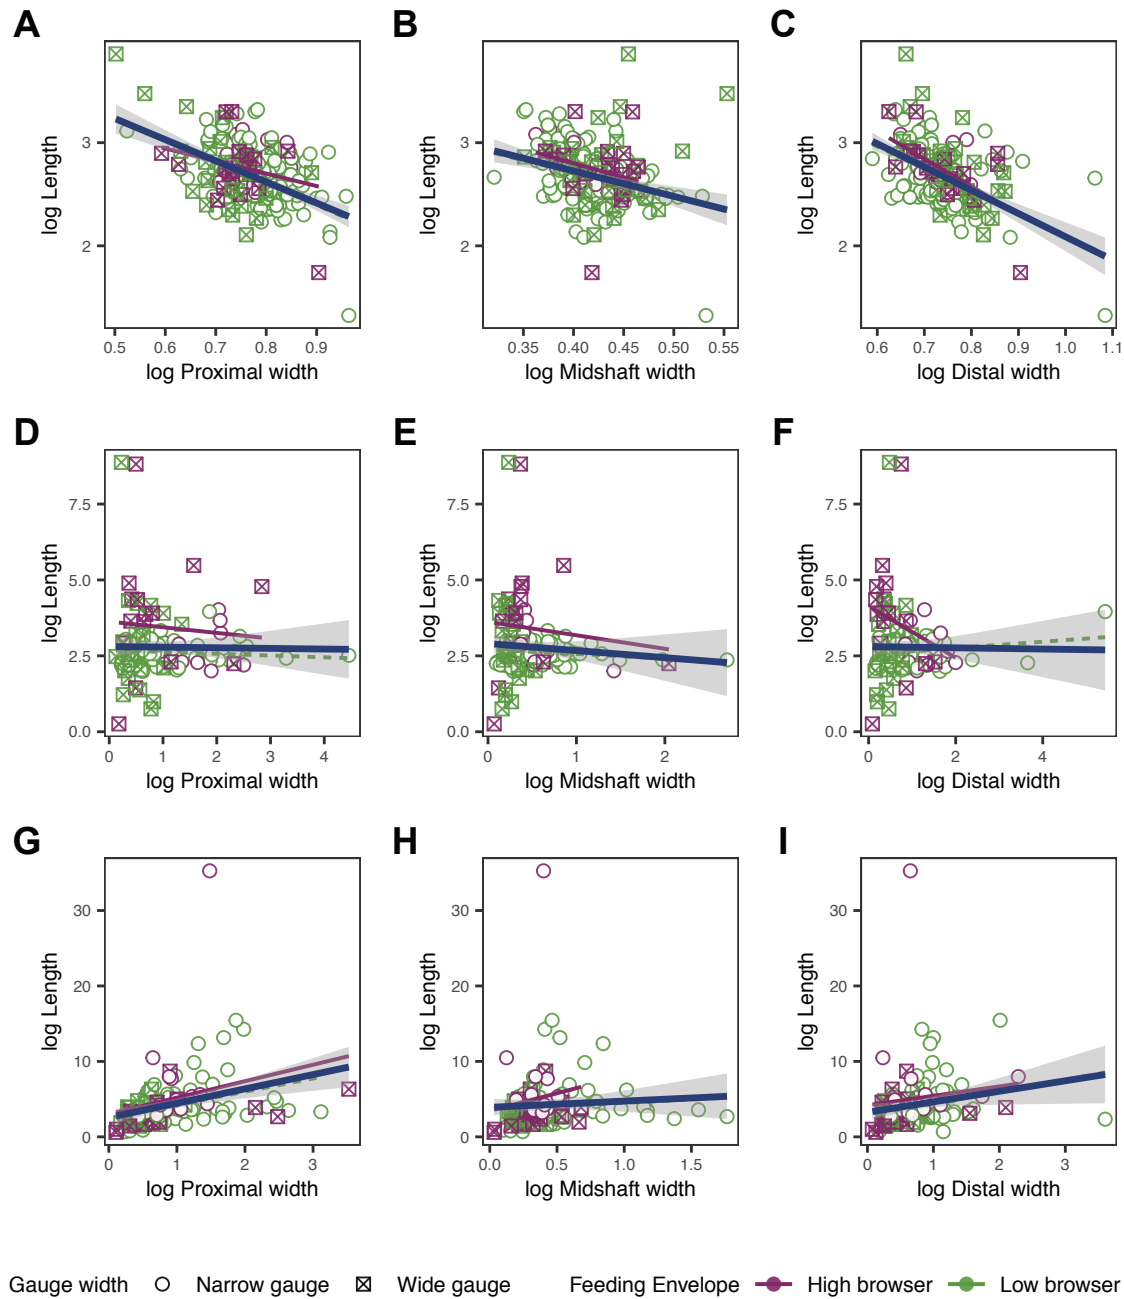 A B C
log Length log Length log Length
3 3 3
2 2 2
0.5 0.6 0.7 0.8 0.9 0.35 0.40 0.45 0.50 0.55 0.6 0.7 0.8 0.9 1.0 1.1
log Proximal width log Midshaft width log Distal width
D E F
log Length log Length log Length
7.5 7.5 7.5
5.0 5.0 5.0
2.5 2.5 2.5
0.0 0.0 0.0
0 1 2 3 4 0 1 2 0 2 4
log Proximal width log Midshaft width log Distal width
G H I
log Length log Length log Length
30 30 30
20 20 20
10 10 10
0 0 0
0 1 2 3 0.0 0.5 1.0 1.5 0 1 2 3
log Proximal width log Midshaft width log Distal width
Gauge width Narrow gauge Wide gauge Feeding Envelope High browser Low browser